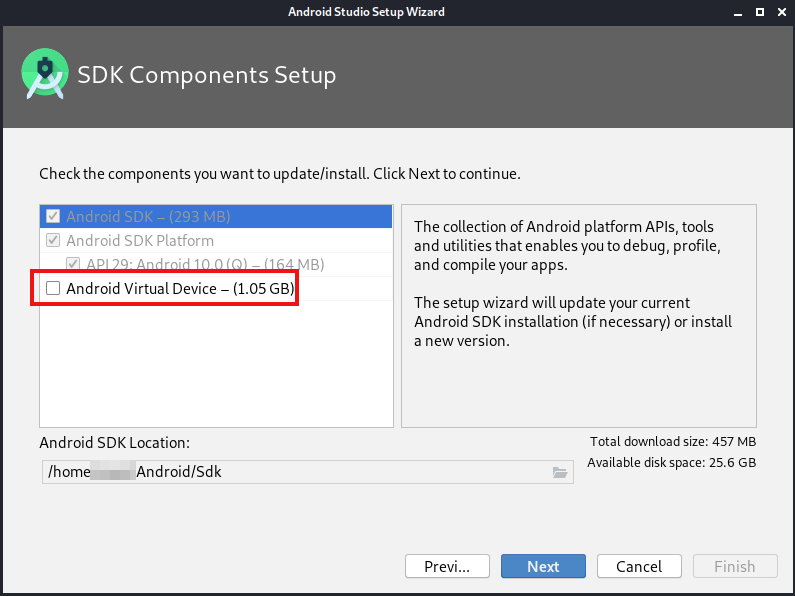 Android Studio Setup Wizard
SDK Components Setup
Check the components you want to update/install. Click Next to continue.
Android SDK – (293 MB)
Android SDK Platform
API 29: Android 10.0 (Q) – (164 MB)
Android Virtual Device – (1.05 GB)
The collection of Android platform APIs, tools
and utilities that enables you to debug, profile,
and compile your apps.
The setup wizard will update your current
Android SDK installation (if necessary) or install
a new version.
Android SDK Location:
/home
Android/Sdk
Total download size: 457 MB
Available disk space: 25.6 GB
Previ...
Next
Cancel
Finish